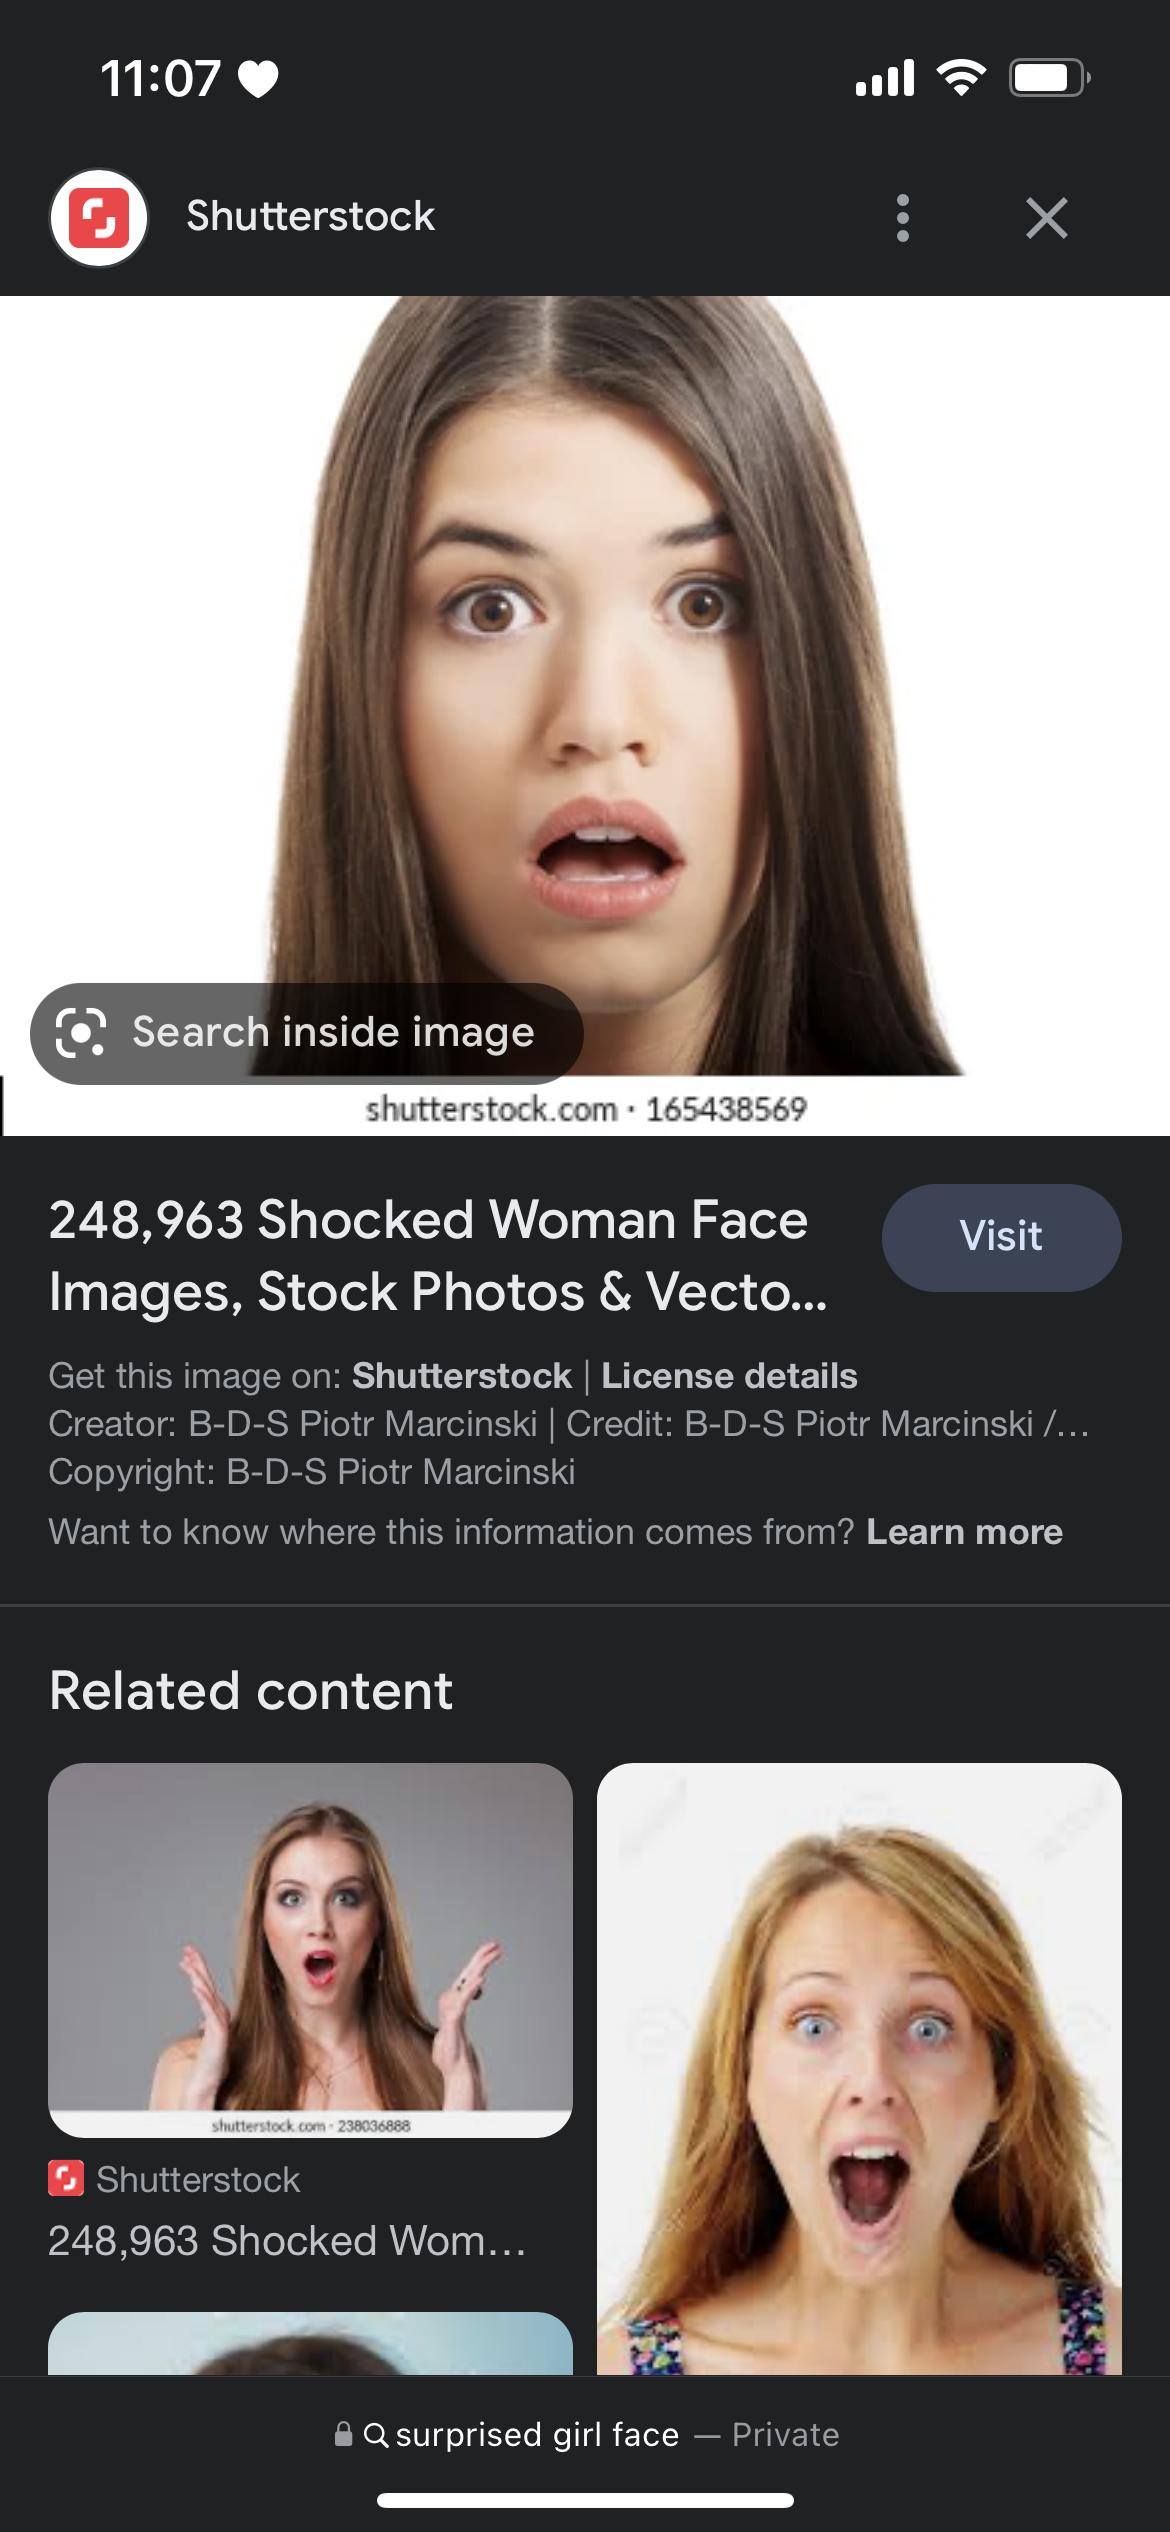 11:07
Shutterstock
Search inside image
shutterstock.com · 165438569
248,963 Shocked Woman Face
Images, Stock Photos & Vecto...
Visit
Get this image on: Shutterstock | License details
Creator: B-D-S Piotr Marcinski | Credit: B-D-S Piotr Marcinski /...
Copyright: B-D-S Piotr Marcinski
Want to know where this information comes from? Learn more
Related content
shutterstock.com · 238036888
Shutterstock
248,963 Shocked Wom...
surprised girl face — Private